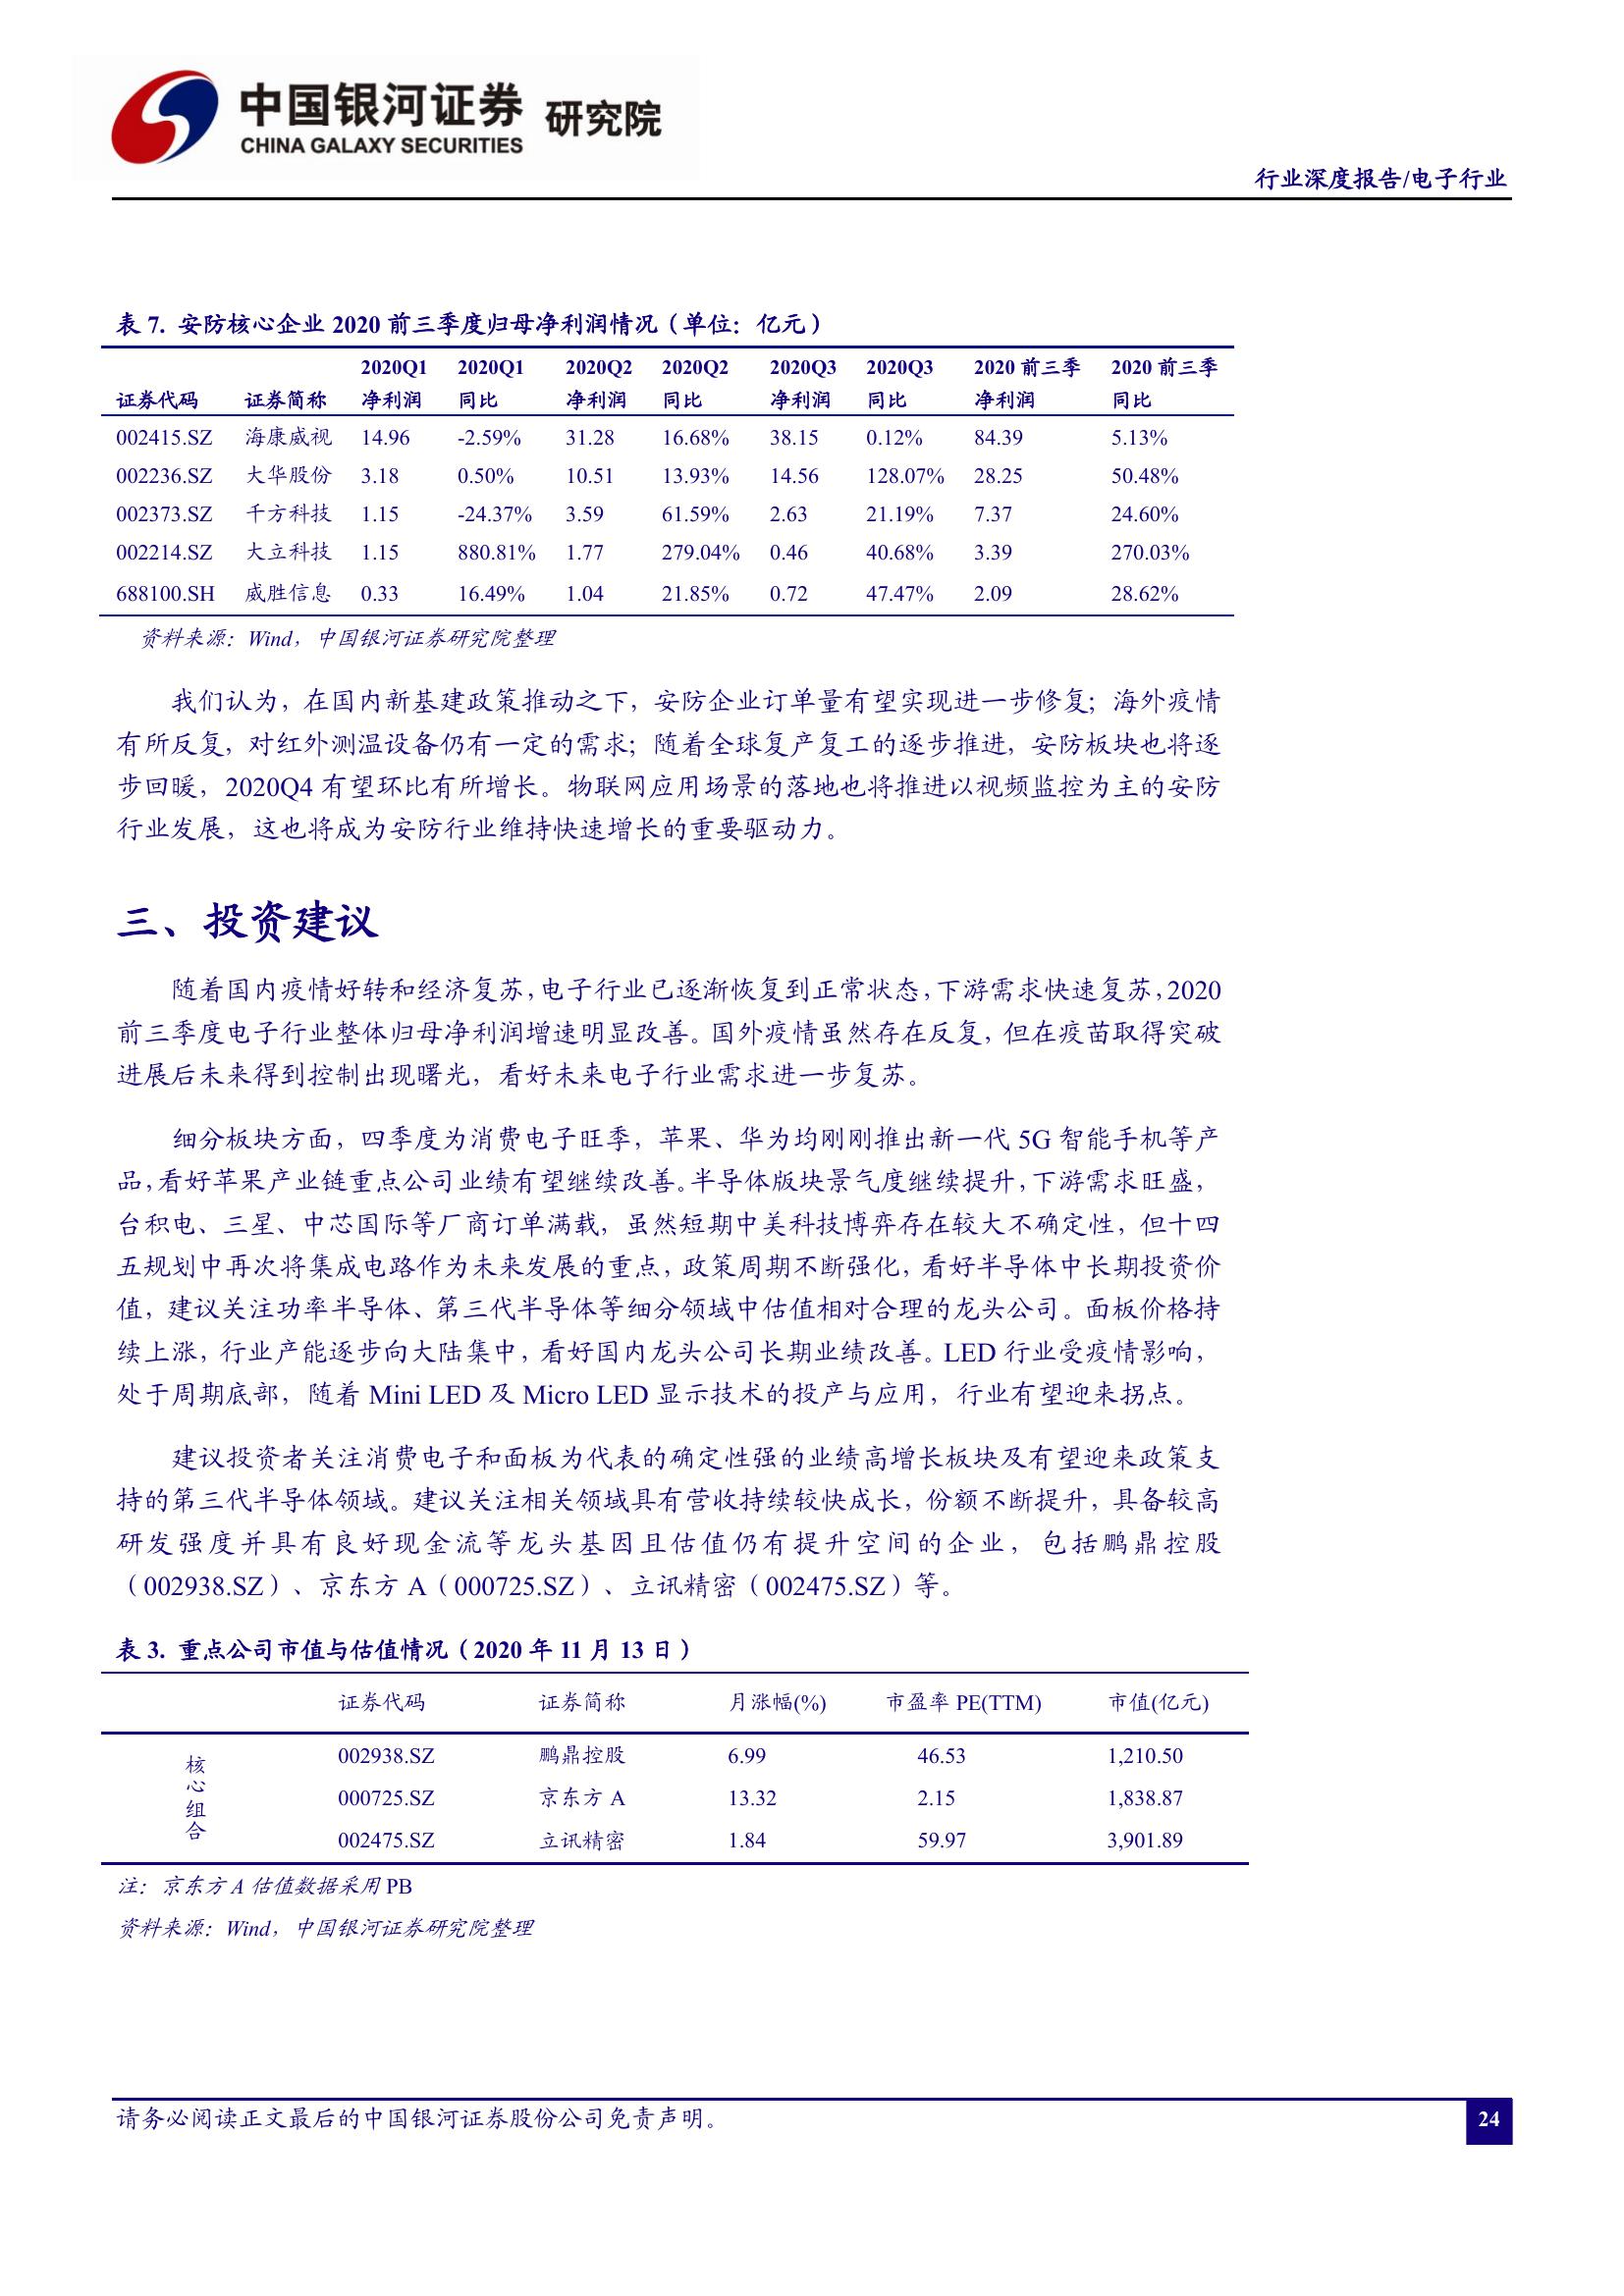 中国银河证券 研究院
CHINA GALAXY SECURITIES
行业深度报告/电子行业
表 7. 安防核心企业 2020 前三季度归母净利润情况（单位：亿元）
2020Q1 2020Q1 2020Q2 2020Q2 2020Q3 2020Q3 2020 前三季 2020 前三季
证券代码 证券简称 净利润 同比 净利润 同比 净利润 同比 净利润 同比
002415.SZ 海康威视 14.96 -2.59% 31.28 16.68% 38.15 0.12% 84.39 5.13%
002236.SZ 大华股份 3.18 0.50% 10.51 13.93% 14.56 128.07% 28.25 50.48%
002373.SZ 千方科技 1.15 -24.37% 3.59 61.59% 2.63 21.19% 7.37 24.60%
002214.SZ 大立科技 1.15 880.81% 1.77 279.04% 0.46 40.68% 3.39 270.03%
688100.SH 威胜信息 0.33 16.49% 1.04 21.85% 0.72 47.47% 2.09 28.62%
资料来源：Wind，中国银河证券研究院整理
我们认为，在国内新基建政策推动之下，安防企业订单量有望实现进一步修复；海外疫情
有所反复，对红外测温设备仍有一定的需求；随着全球复产复工的逐步推进，安防板块也将逐
步回暖，2020Q4 有望环比有所增长。物联网应用场景的落地也将推进以视频监控为主的安防
行业发展，这也将成为安防行业维持快速增长的重要驱动力。
三、投资建议
随着国内疫情好转和经济复苏，电子行业已逐渐恢复到正常状态，下游需求快速复苏，2020
前三季度电子行业整体归母净利润增速明显改善。国外疫情虽然存在反复，但在疫苗取得突破
进展后未来得到控制出现曙光，看好未来电子行业需求进一步复苏。
细分板块方面，四季度为消费电子旺季，苹果、华为均刚刚推出新一代 5G 智能手机等产
品，看好苹果产业链重点公司业绩有望继续改善。半导体版块景气度继续提升，下游需求旺盛，
台积电、三星、中芯国际等厂商订单满载，虽然短期中美科技博弈存在较大不确定性，但十四
五规划中再次将集成电路作为未来发展的重点，政策周期不断强化，看好半导体中长期投资价
值，建议关注功率半导体、第三代半导体等细分领域中估值相对合理的龙头公司。面板价格持
续上涨，行业产能逐步向大陆集中，看好国内龙头公司长期业绩改善。LED 行业受疫情影响，
处于周期底部，随着 Mini LED 及 Micro LED 显示技术的投产与应用，行业有望迎来拐点。
建议投资者关注消费电子和面板为代表的确定性强的业绩高增长板块及有望迎来政策支
持的第三代半导体领域。建议关注相关领域具有营收持续较快成长，份额不断提升，具备较高
研发强度并具有良好现金流等龙头基因且估值仍有提升空间的企业，包括鹏鼎控股
（002938.SZ）、京东方 A（000725.SZ）、立讯精密（002475.SZ）等。
表 3. 重点公司市值与估值情况（2020 年 11 月 13 日）
证券代码 证券简称 月涨幅(%) 市盈率 PE(TTM) 市值(亿元)
核心组合
002938.SZ 鹏鼎控股 6.99 46.53 1,210.50
000725.SZ 京东方 A 13.32 2.15 1,838.87
002475.SZ 立讯精密 1.84 59.97 3,901.89
注：京东方 A 估值数据采用 PB
资料来源：Wind，中国银河证券研究院整理
请务必阅读正文最后的中国银河证券股份公司免责声明。
24